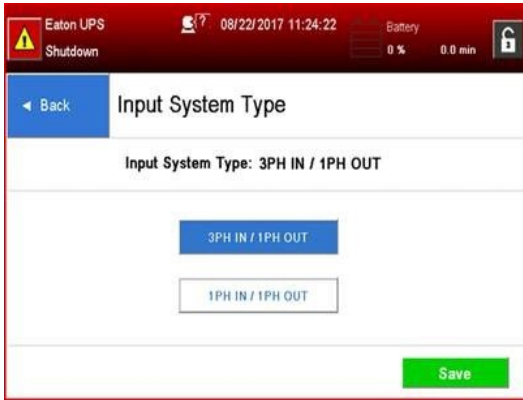 Eaton UPS
Shutdown
?
08/22/2017 11:24:22
Battery
0 %
0.0 min
◄ Back
Input System Type
Input System Type: 3PH IN / 1PH OUT
3PH IN / 1PH OUT
1PH IN / 1PH OUT
Save